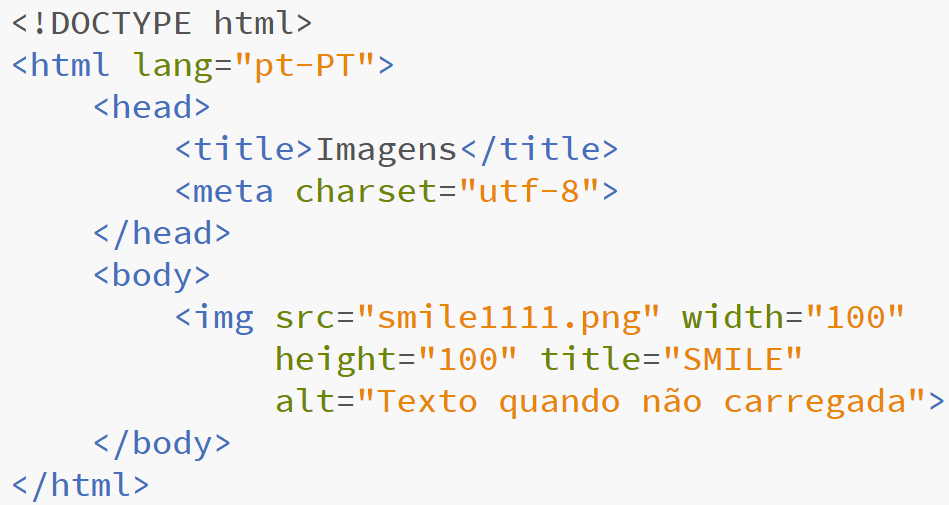 <!DOCTYPE html>
<html lang="pt-PT">
    <head>
        <title>Imagens</title>
        <meta charset="utf-8">
    </head>
    <body>
        <img src="smile1111.png" width="100"
             height="100" title="SMILE"
             alt="Texto quando não carregada">
    </body>
</html>